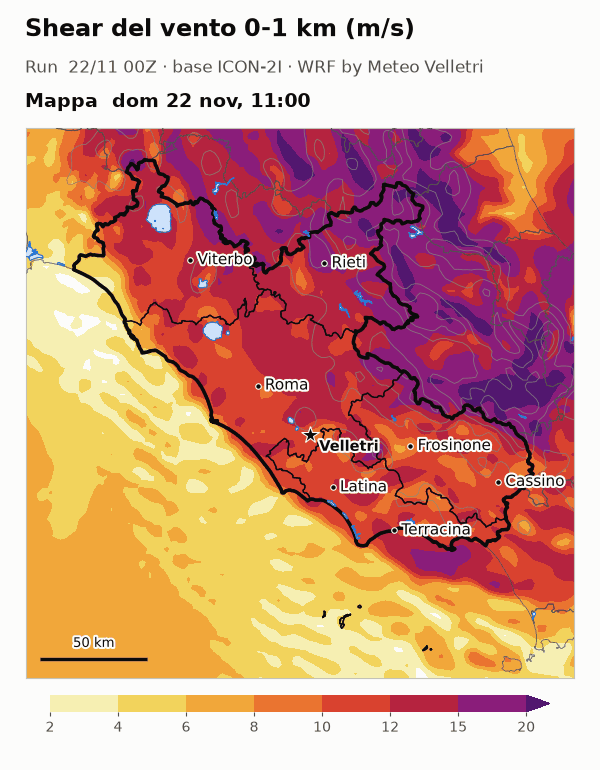 Shear del vento 0-1 km (m/s)
Run  22/11 00Z · base ICON-2I · WRF by Meteo Velletri
Mappa  dom 22 nov, 11:00
Viterbo
Rieti
Roma
Velletri
Frosinone
Latina
Cassino
Terracina
50 km
2 4 6 8 10 12 15 20